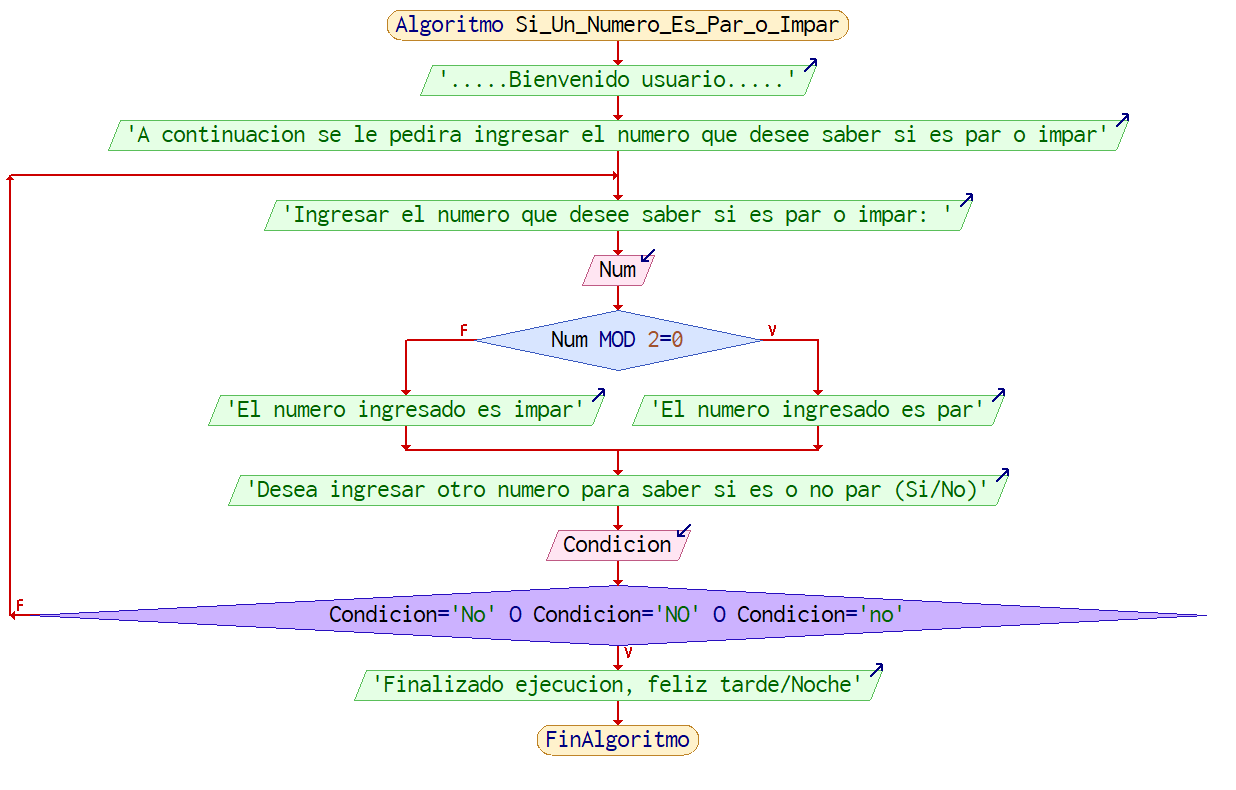 Algoritmo Si_Un_Numero_Es_Par_o_Impar
'.....Bienvenido usuario.....'
'A continuacion se le pedira ingresar el numero que desee saber si es par o impar'
'Ingresar el numero que desee saber si es par o impar: '
Num
F
V
Num MOD 2=0
'El numero ingresado es impar'
'El numero ingresado es par'
'Desea ingresar otro numero para saber si es o no par (Si/No)'
Condicion
F
Condicion='No' O Condicion='NO' O Condicion='no'
V
'Finalizado ejecucion, feliz tarde/Noche'
FinAlgoritmo